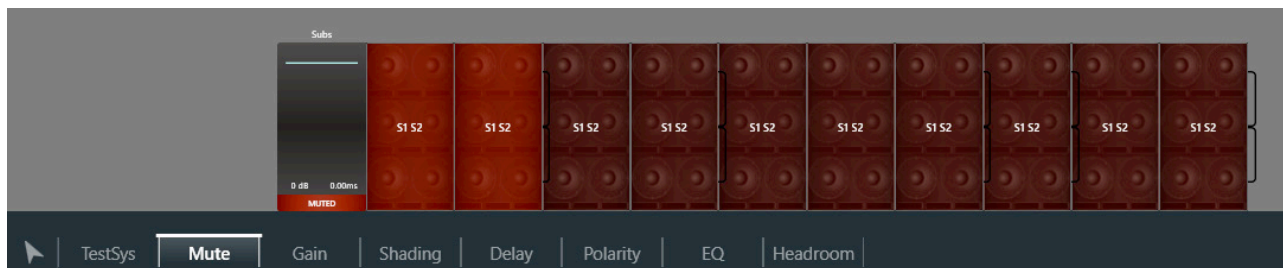 Subs
S1 S2 S1 S2 S1 S2 S1 S2 S1 S2 S1 S2 S1 S2 S1 S2 S1 S2 S1 S2
0 dB 0.00ms
MUTED
TestSys Mute Gain Shading Delay Polarity EQ Headroom